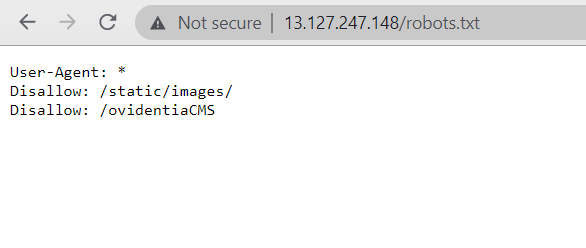 Not secure | 13.127.247.148/robots.txt
User-Agent: *
Disallow: /static/images/
Disallow: /ovidentiaCMS